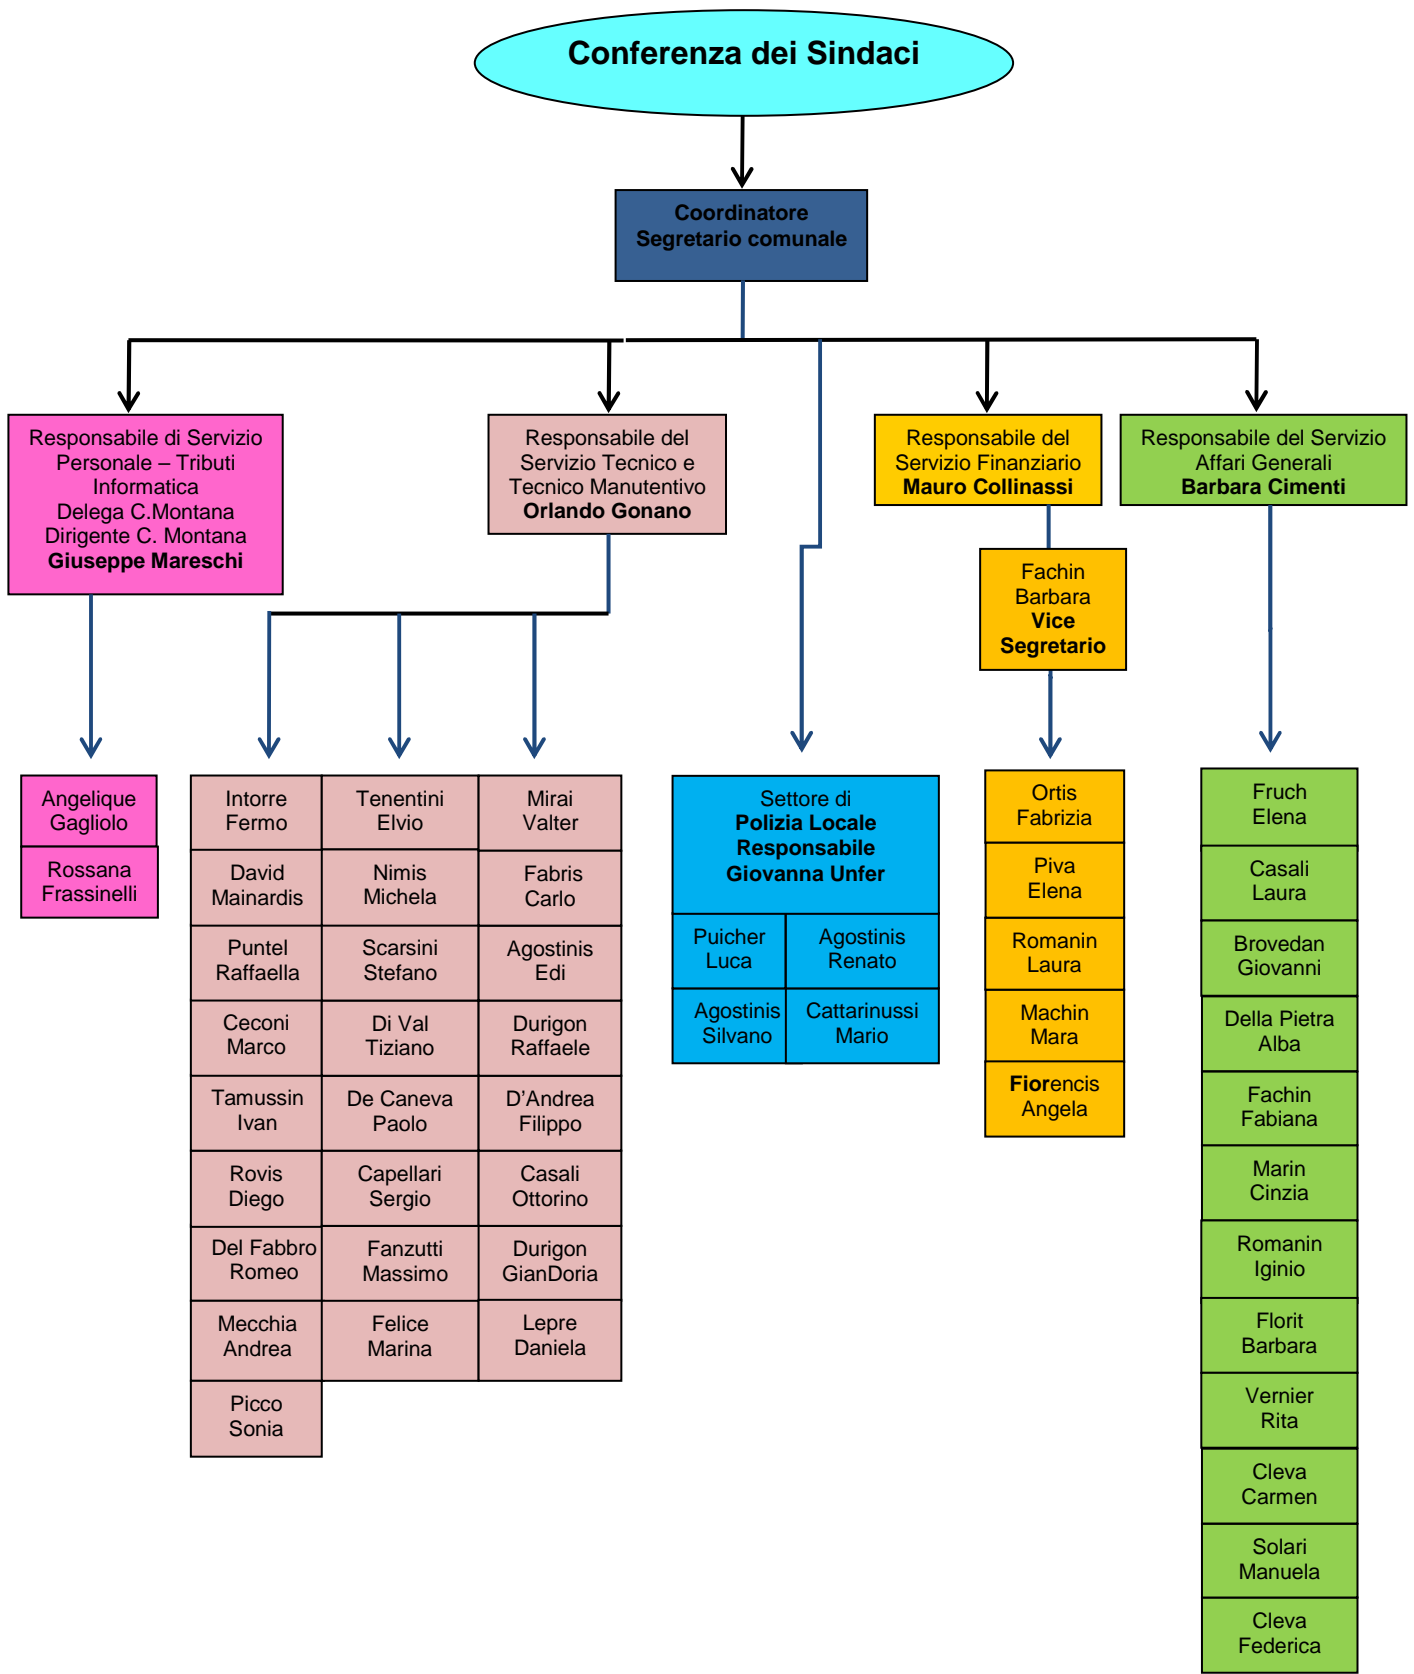 Conferenza dei Sindaci
Coordinatore
Segretario comunale
Responsabile di Servizio
Personale – Tributi
Informatica
Delega C.Montana
Dirigente C. Montana
Giuseppe Mareschi
Responsabile del
Servizio Tecnico e
Tecnico Manutentivo
Orlando Gonano
Responsabile del
Servizio Finanziario
Mauro Collinassi
Responsabile del Servizio
Affari Generali
Barbara Cimenti
Fachin
Barbara
Vice
Segretario
Angelique
Gagliolo
Rossana
Frassinelli
Intorre
Fermo
David
Mainardis
Puntel
Raffaella
Ceconi
Marco
Tamussin
Ivan
Rovis
Diego
Del Fabbro
Romeo
Mecchia
Andrea
Picco
Sonia
Tenentini
Elvio
Nimis
Michela
Scarsini
Stefano
Di Val
Tiziano
De Caneva
Paolo
Capellari
Sergio
Fanzutti
Massimo
Felice
Marina
Mirai
Valter
Fabris
Carlo
Agostinis
Edi
Durigon
Raffaele
D’Andrea
Filippo
Casali
Ottorino
Durigon
GianDoria
Lepre
Daniela
Settore di
Polizia Locale
Responsabile
Giovanna Unfer
Puicher
Luca
Agostinis
Renato
Agostinis
Silvano
Cattarinussi
Mario
Ortis
Fabrizia
Piva
Elena
Romanin
Laura
Machin
Mara
Fiorencis
Angela
Fruch
Elena
Casali
Laura
Brovedan
Giovanni
Della Pietra
Alba
Fachin
Fabiana
Marin
Cinzia
Romanin
Iginio
Florit
Barbara
Vernier
Rita
Cleva
Carmen
Solari
Manuela
Cleva
Federica